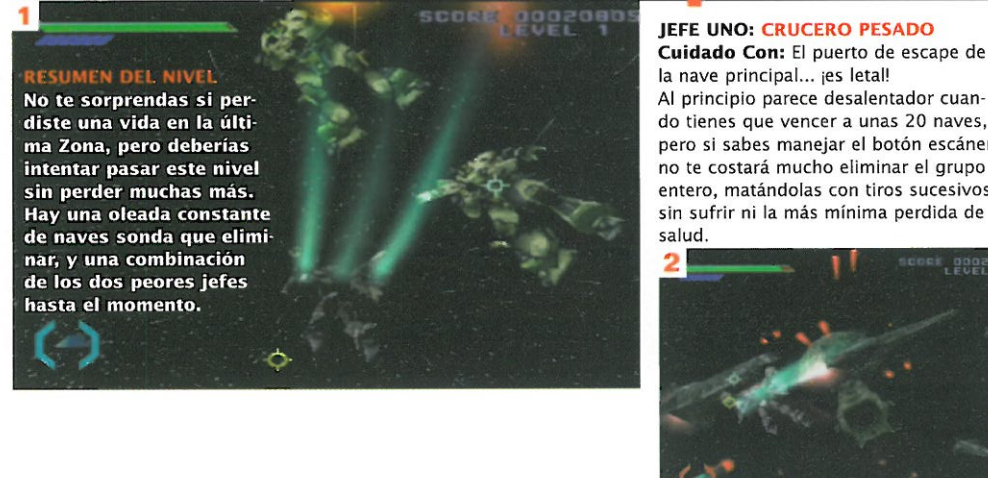 1
SCORE 00020805
LEVEL 1
RESUMEN DEL NIVEL
No te sorprendas si per-
diste una vida en la últi-
ma Zona, pero deberías
intentar pasar este nivel
sin perder muchas más.
Hay una oleada constante
de naves sonda que elimi-
nar, y una combinación
de los dos peores jefes
hasta el momento.
JEFE UNO: CRUCERO PESADO
Cuidado Con: El puerto de escape de
la nave principal... ¡es letal!
Al principio parece desalentador cuan-
do tienes que vencer a unas 20 naves,
pero si sabes manejar el botón escáner
no te costará mucho eliminar el grupo
entero, matándolas con tiros sucesivos
sin sufrir ni la más mínima perdida de
salud.
2
SCORE 0002
LEVEL